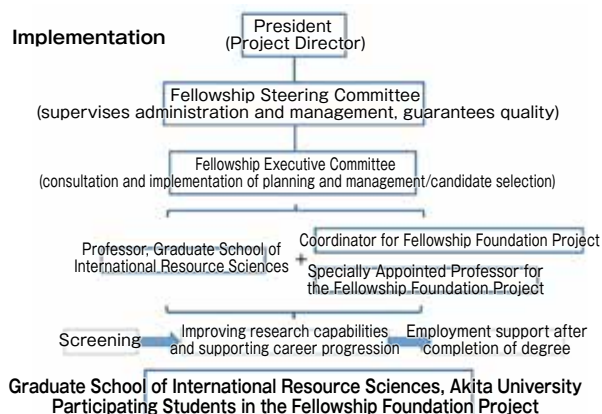 Implementation
President
(Project Director)
Fellowship Steering Committee
(supervises administration and management, guarantees quality)
Fellowship Executive Committee
(consultation and implementation of planning and management/candidate selection)
Professor, Graduate School of
International Resource Sciences
+
Coordinator for Fellowship Foundation Project
Specially Appointed Professor for
the Fellowship Foundation Project
Screening
Improving research capabilities
and supporting career progression
Employment support after
completion of degree
Graduate School of International Resource Sciences, Akita University
Participating Students in the Fellowship Foundation Project